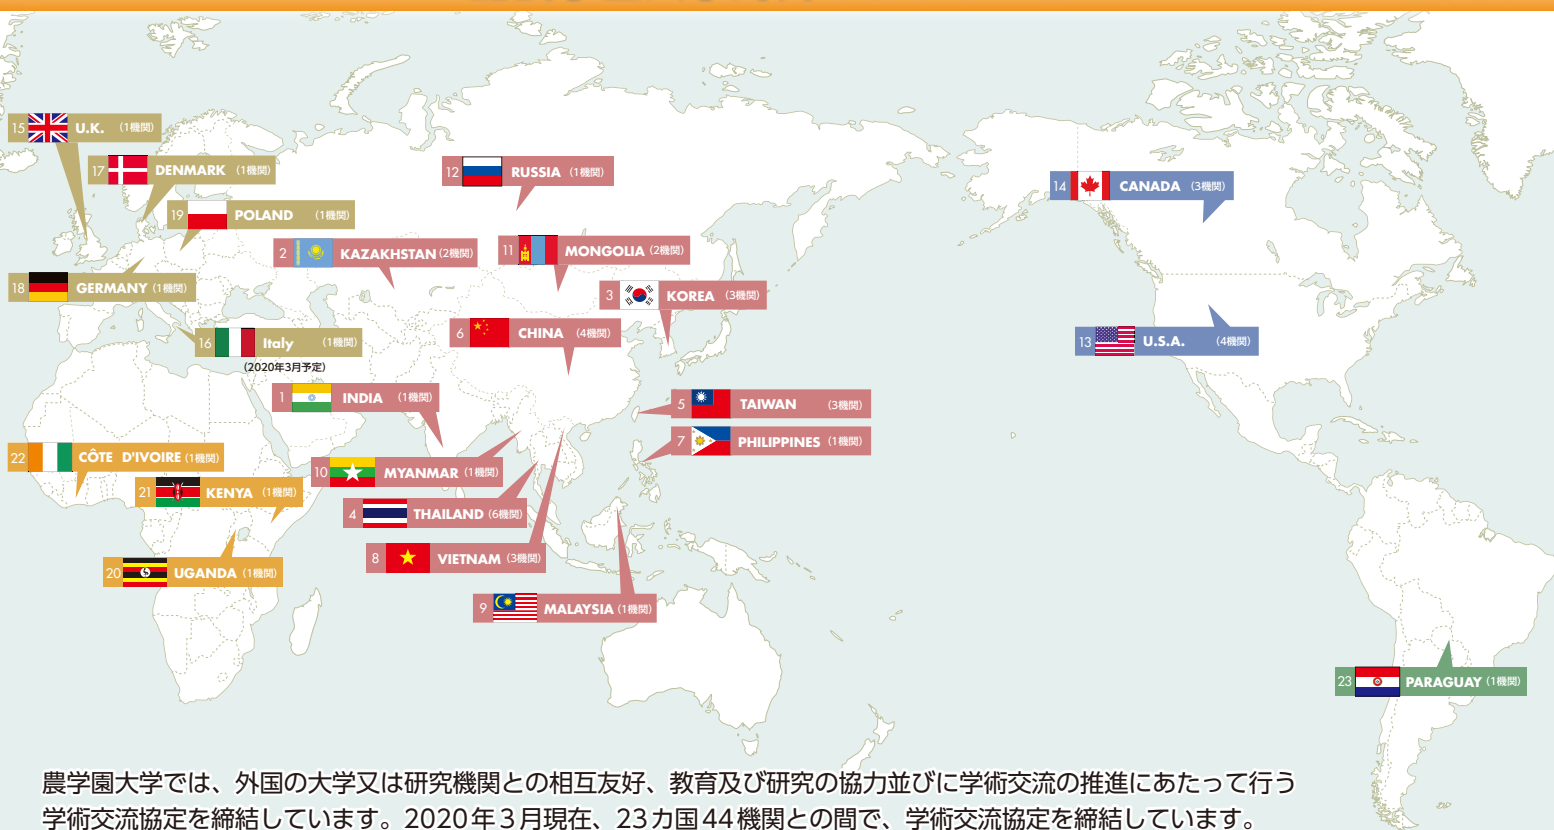 15 U.K. (1機関)
17 DENMARK (1機関)
12 RUSSIA (1機関)
14 CANADA (3機関)
19 POLAND (1機関)
2 KAZAKHSTAN (2機関)
11 MONGOLIA (2機関)
18 GERMANY (1機関)
3 KOREA (3機関)
16 Italy (1機関)
(2020年3月予定)
6 CHINA (4機関)
13 U.S.A. (4機関)
1 INDIA (1機関)
5 TAIWAN (3機関)
7 PHILIPPINES (1機関)
22 CÔTE D'IVOIRE (1機関)
10 MYANMAR (1機関)
21 KENYA (1機関)
4 THAILAND (6機関)
8 VIETNAM (3機関)
20 UGANDA (1機関)
9 MALAYSIA (1機関)
23 PARAGUAY (1機関)
農学園大学では、外国の大学又は研究機関との相互友好、教育及び研究の協力並びに学術交流の推進にあたって行う
学術交流協定を締結しています。2020年3月現在、23カ国44機関との間で、学術交流協定を締結しています。